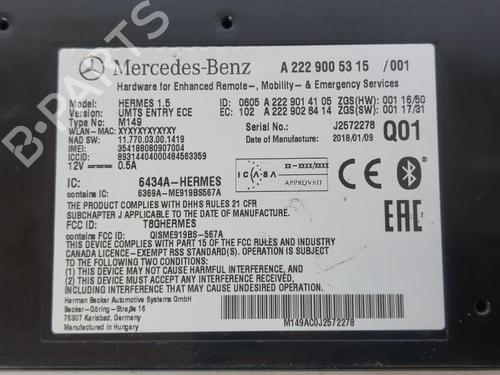 Mercedes-Benz A 222 900 53 15 /001
Hardware for Enhanced Remote-, Mobility- & Emergency Services
Model: HERMES 1.5 ID: 0605 A 222 901 41 05 ZGS(HW): 001 16/50
Version: UMTS ENTRY ECE EC: 102 A 222 902 84 14 ZGS(SW): 001 17/31
Type No: M149
WLAN-MAC: XYXYXYXYXYXY Serial No.: J2572278
NAD SW: 11.770.03.00.1419 Date of Manufacture: 2018/01/09 Q01
IMEI: 354188080907004
ICCID: 89314404000484563359
12V 0.5A
IC: 6434A-HERMES
6369A-ME919BS567A
ICASA
xx-xxxx/xxxx
APPROVED
CE
THE PRODUCT COMPLIES WITH DHHS RULES 21 CFR
SUBCHAPTER J APPLICABLE TO THE DATE OF MANUFACTURE.
FCC ID: T8GHERMES
CONTAINS FCC ID: QISME919BS-567A
EAC
THIS DEVICE COMPLIES WITH PART 15 OF THE FCC RULES AND INDUSTRY
CANADA LICENCE-EXEMPT RSS STANDARD(S). OPERATION IS SUBJECT TO
THE FOLLOWING TWO CONDITIONS:
(1) THIS DEVICE MAY NOT CAUSE HARMFUL INTERFERENCE, AND
(2) THIS DEVICE MUST ACCEPT ANY INTERFERENCE RECEIVED, INCLUDING
INTERFERENCE THAT MAY CAUSE UNDESIRED OPERATION.
Harman Becker Automotive Systems GmbH
Becker-Göring-Straße 16
76307 Karlsbad, Germany
Manufactured in Hungary
M149AC0J2572278